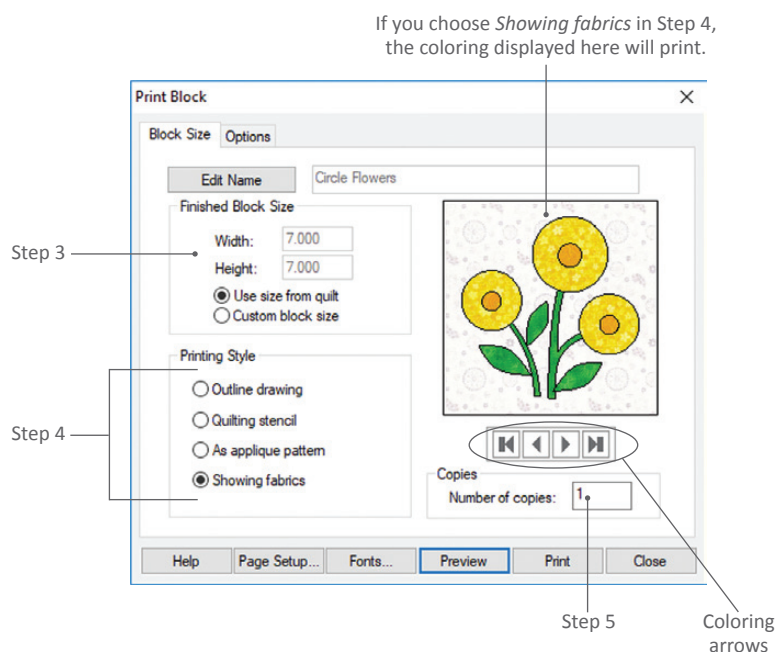 If you choose Showing fabrics in Step 4,
the coloring displayed here will print.
Print Block
Block Size Options
Edit Name Circle Flowers
Finished Block Size
Width: 7.000
Height: 7.000
Use size from quilt
Custom block size
Step 3
Printing Style
Outline drawing
Quilting stencil
As applique pattern
Showing fabrics
Step 4
Copies
Number of copies: 1
Help Page Setup... Fonts... Preview Print Close
Step 5
Coloring
arrows